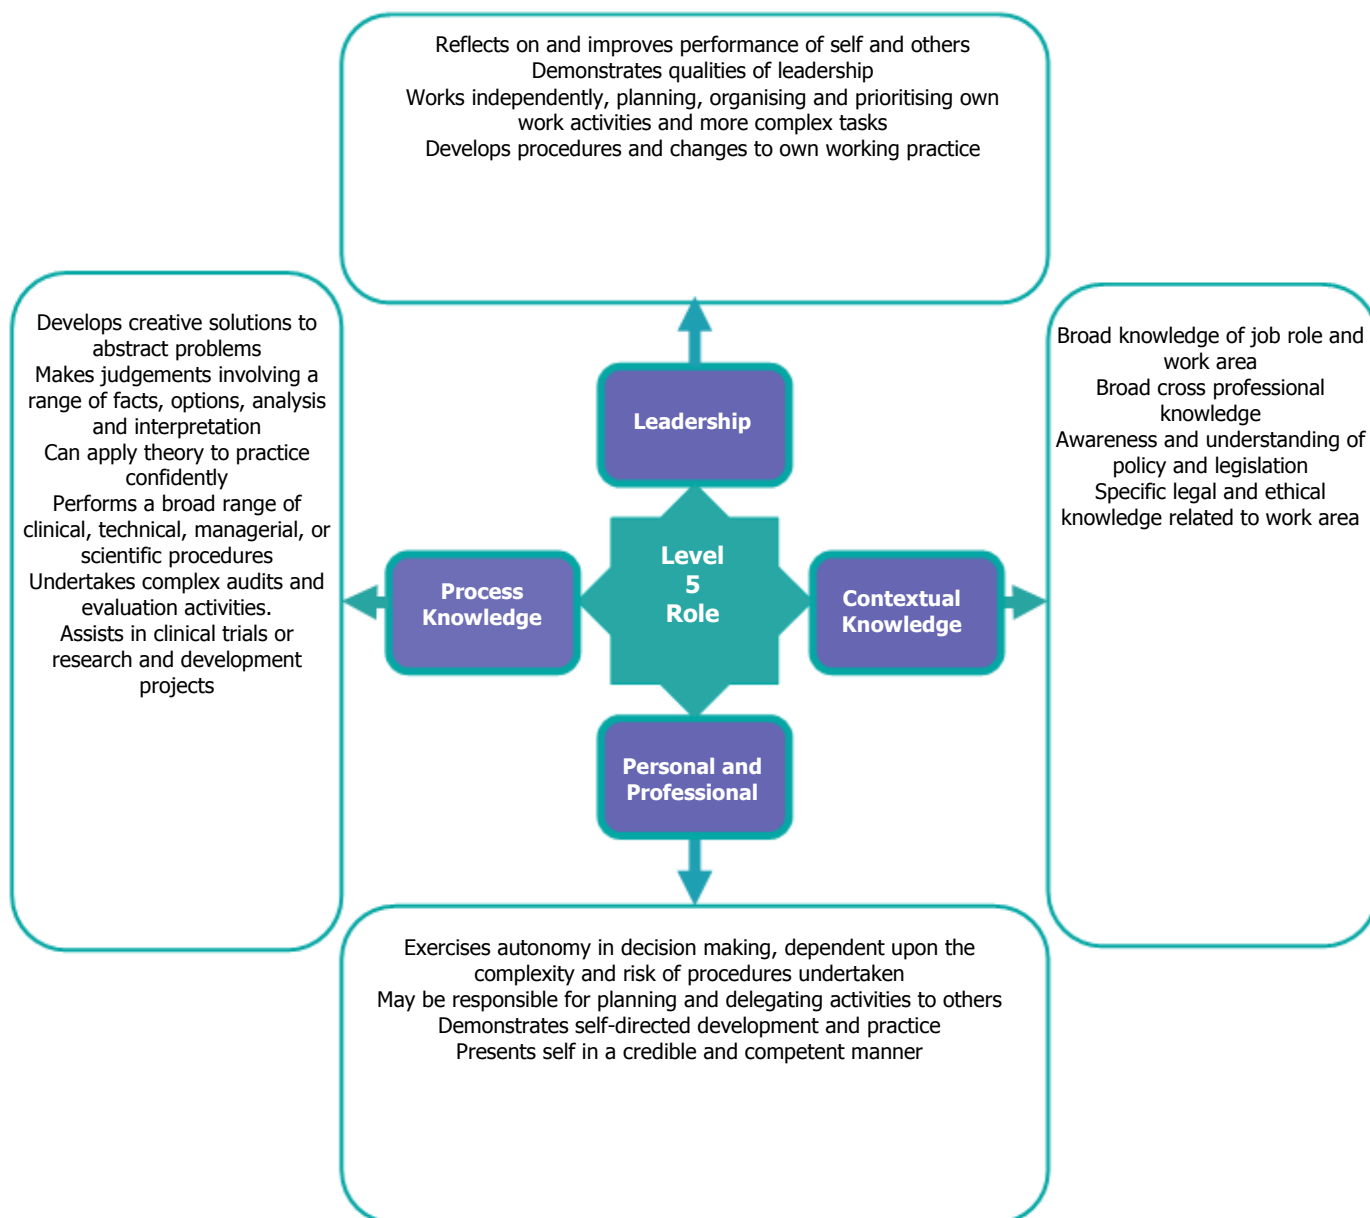 Reflects on and improves performance of self and others
Demonstrates qualities of leadership
Works independently, planning, organising and prioritising own
work activities and more complex tasks
Develops procedures and changes to own working practice
Develops creative solutions to
abstract problems
Makes judgements involving a
range of facts, options, analysis
and interpretation
Can apply theory to practice
confidently
Performs a broad range of
clinical, technical, managerial, or
scientific procedures
Undertakes complex audits and
evaluation activities.
Assists in clinical trials or
research and development
projects
Leadership
Process
Knowledge
Level
5
Role
Contextual
Knowledge
Personal and
Professional
Broad knowledge of job role and
work area
Broad cross professional
knowledge
Awareness and understanding of
policy and legislation
Specific legal and ethical
knowledge related to work area
Exercises autonomy in decision making, dependent upon the
complexity and risk of procedures undertaken
May be responsible for planning and delegating activities to others
Demonstrates self-directed development and practice
Presents self in a credible and competent manner